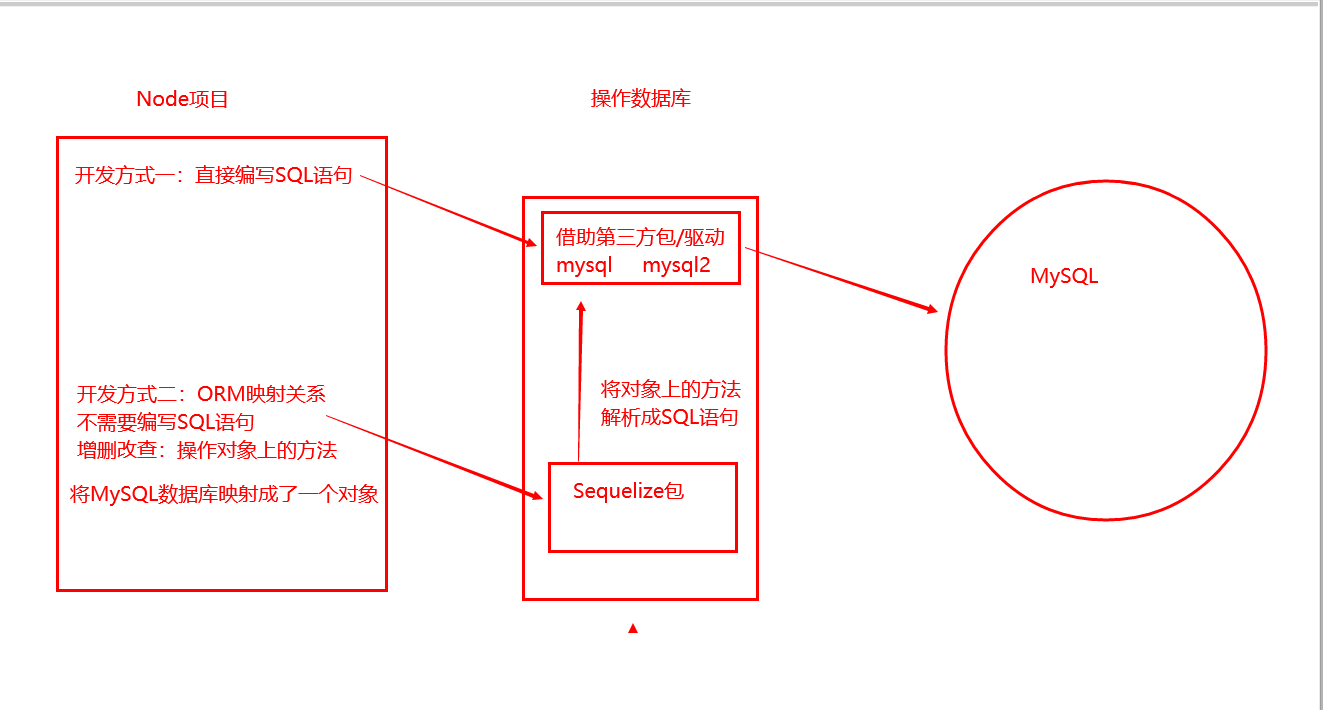 Node项目
操作数据库
开发方式一：直接编写SQL语句
借助第三方包/驱动
mysql mysql2
MySQL
将对象上的方法
解析成SQL语句
开发方式二：ORM映射关系
不需要编写SQL语句
增删改查：操作对象上的方法
将MySQL数据库映射成了一个对象
Sequelize包